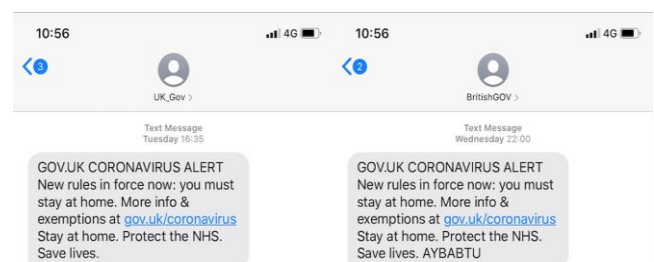 10:56
4G
3
UK_Gov >
Text Message
Tuesday 16:35
GOV.UK CORONAVIRUS ALERT
New rules in force now: you must
stay at home. More info &
exemptions at gov.uk/coronavirus
Stay at home. Protect the NHS.
Save lives.
10:56
4G
2
BritishGOV >
Text Message
Wednesday 22:00
GOV.UK CORONAVIRUS ALERT
New rules in force now: you must
stay at home. More info &
exemptions at gov.uk/coronavirus
Stay at home. Protect the NHS.
Save lives. AYBABTU